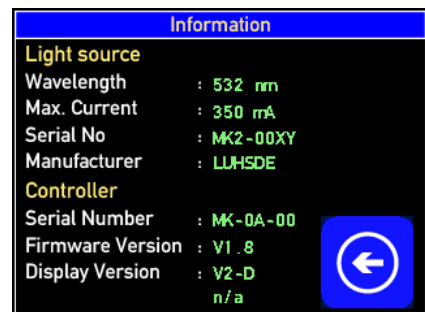 Information
Light source
Wavelength : 532 nm
Max. Current : 350 mA
Serial No : MK2-00XY
Manufacturer : LUHSDE
Controller
Serial Number : MK-0A-00
Firmware Version : V1.8
Display Version : V2-D
n/a